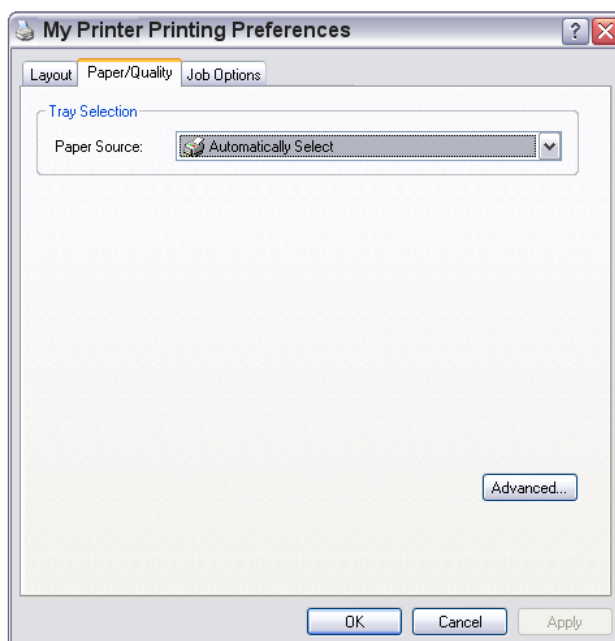 My Printer Printing Preferences
?
Layout Paper/Quality Job Options
Tray Selection
Paper Source: Automatically Select
Advanced...
OK Cancel Apply